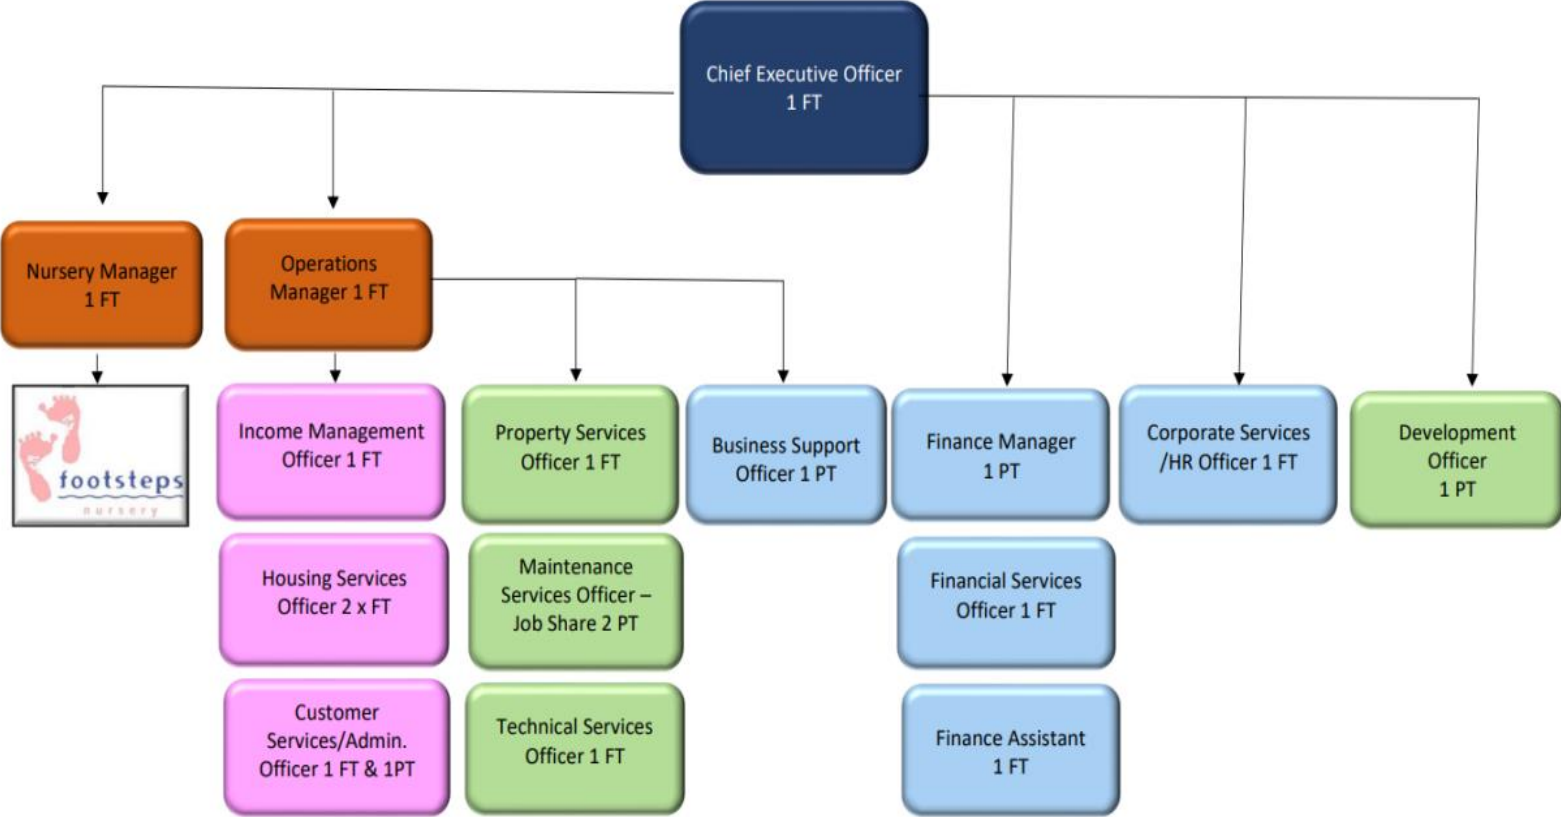 Chief Executive Officer
1 FT
Nursery Manager
1 FT
Operations
Manager 1 FT
footsteps
nursery
Income Management
Officer 1 FT
Property Services
Officer 1 FT
Business Support
Officer 1 PT
Finance Manager
1 PT
Corporate Services
/HR Officer 1 FT
Development
Officer
1 PT
Housing Services
Officer 2 x FT
Maintenance
Services Officer –
Job Share 2 PT
Financial Services
Officer 1 FT
Customer
Services/Admin.
Officer 1 FT & 1PT
Technical Services
Officer 1 FT
Finance Assistant
1 FT